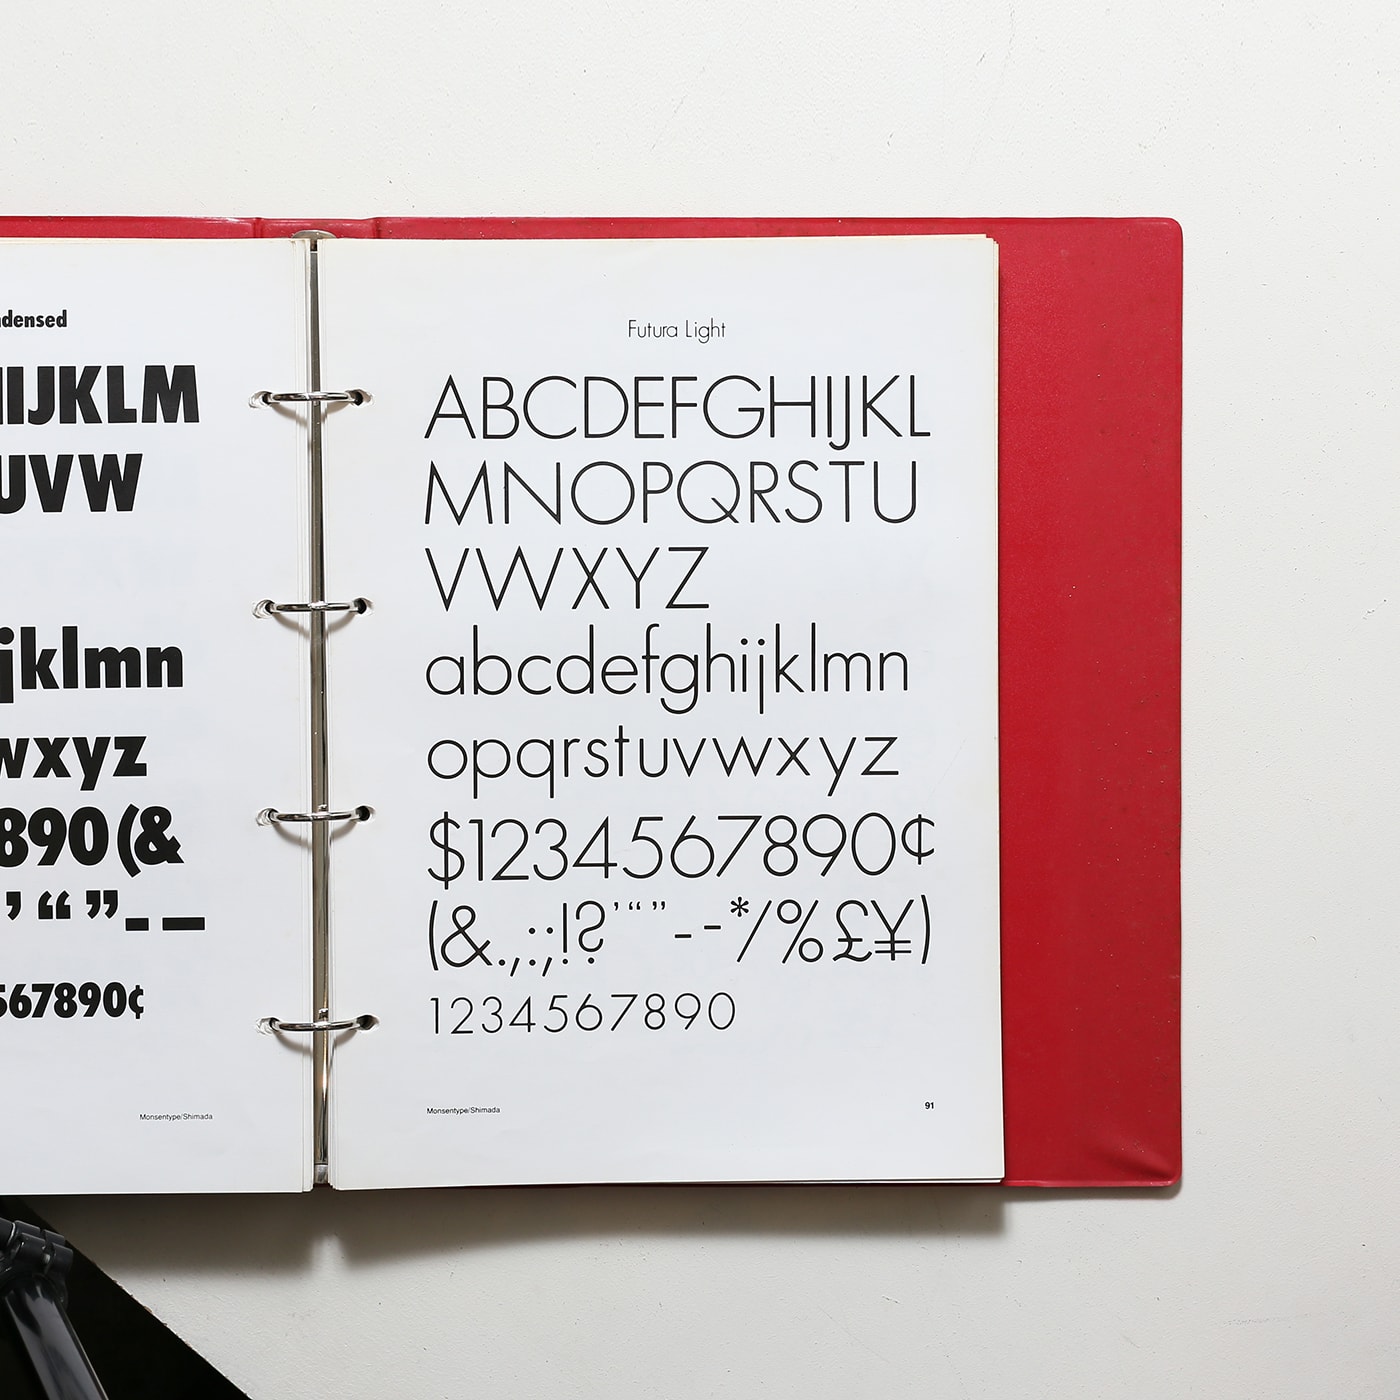 densed
IJKLM
UVW
jklmn
wxyz
890(&
’ “ ” - —
567890¢
Monsentype/Shimada
Futura Light
ABCDEFGHIJKL
MNOPQRSTU
VWXYZ
abcdefghijklmn
opqrstuvwxyz
$1234567890¢
(&.,:;!?’“” - -*/%£¥)
1234567890
Monsentype/Shimada
91